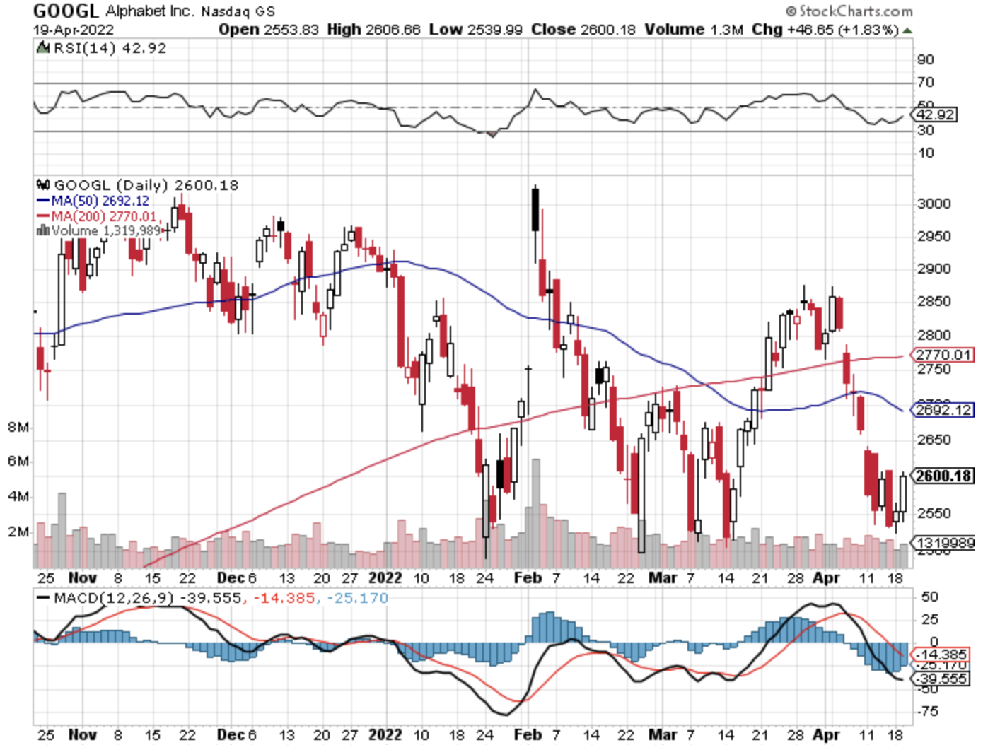 GOOGL Alphabet Inc. Nasdaq GS © StockCharts.com
19-Apr-2022 Open 2553.83 High 2606.66 Low 2539.99 Close 2600.18 Volume 1.3M Chg +46.65 (+1.83%)
RSI(14) 42.92
90
70
50
42.92
30
10
GOOGL (Daily) 2600.18
MA(50) 2692.12
MA(200) 2770.01
Volume 1,319,989
3000
2950
2900
2850
2800
2770.01
2750
2700
2692.12
8M
2650
6M
2600.18
4M
2550
2M
1319989
2500
25 Nov 8 15 22 Dec 6 13 20 27 2022 10 18 24 Feb 7 14 22 Mar 7 14 21 28 Apr 11 18
MACD(12,26,9) -39.555, -14.385, -25.170
50
25
0
-14.385
-25.170
-39.555
-50
-75
25 Nov 8 15 22 Dec 6 13 20 27 2022 10 18 24 Feb 7 14 22 Mar 7 14 21 28 Apr 11 18